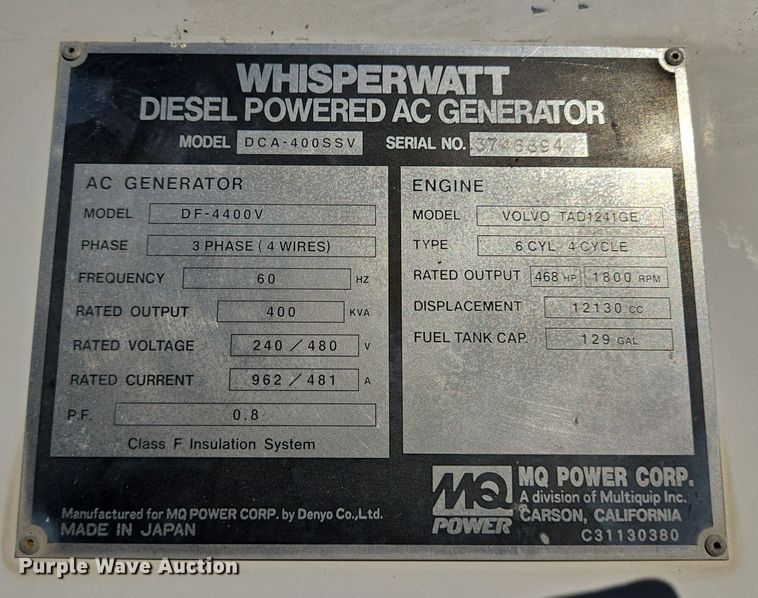 WHISPERWATT
DIESEL POWERED AC GENERATOR
MODEL DCA-400SSV SERIAL NO. 3746894
AC GENERATOR
MODEL DF-4400V
PHASE 3 PHASE (4 WIRES)
FREQUENCY 60 HZ
RATED OUTPUT 400 KVA
RATED VOLTAGE 240/480 V
RATED CURRENT 962/481 A
P.F. 0.8
Class F Insulation System
ENGINE
MODEL VOLVO TAD1241GE
TYPE 6 CYL 4 CYCLE
RATED OUTPUT 468 HP 1800 RPM
DISPLACEMENT 12130 CC
FUEL TANK CAP. 129 GAL
Manufactured for MQ POWER CORP. by Denyo Co., Ltd.
MADE IN JAPAN
MQ
POWER
MQ POWER CORP.
A division of Multiquip Inc.
CARSON, CALIFORNIA
C31130380
Purple Wave Auction